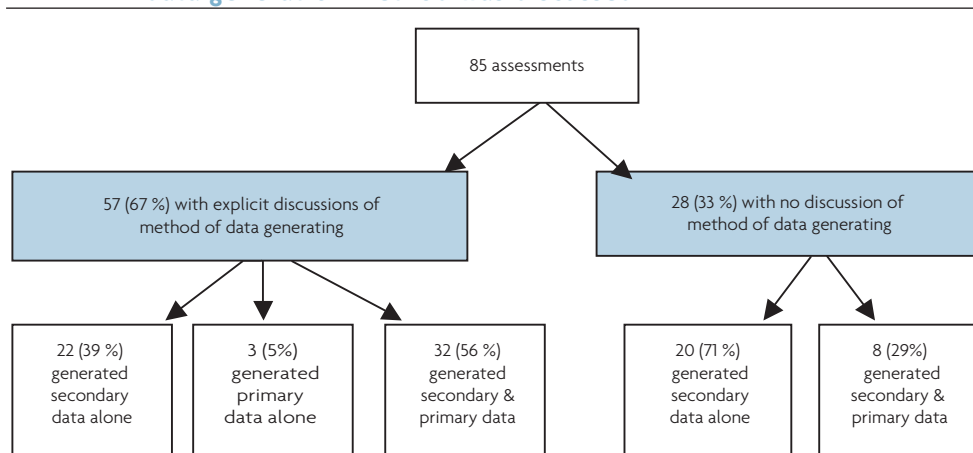 85 assessments
57 (67 %) with explicit discussions of
method of data generating
28 (33 %) with no discussion of
method of data generating
22 (39 %)
generated
secondary
data alone
3 (5%)
generated
primary
data alone
32 (56 %)
generated
secondary &
primary data
20 (71 %)
generated
secondary
data alone
8 (29%)
generated
secondary &
primary data